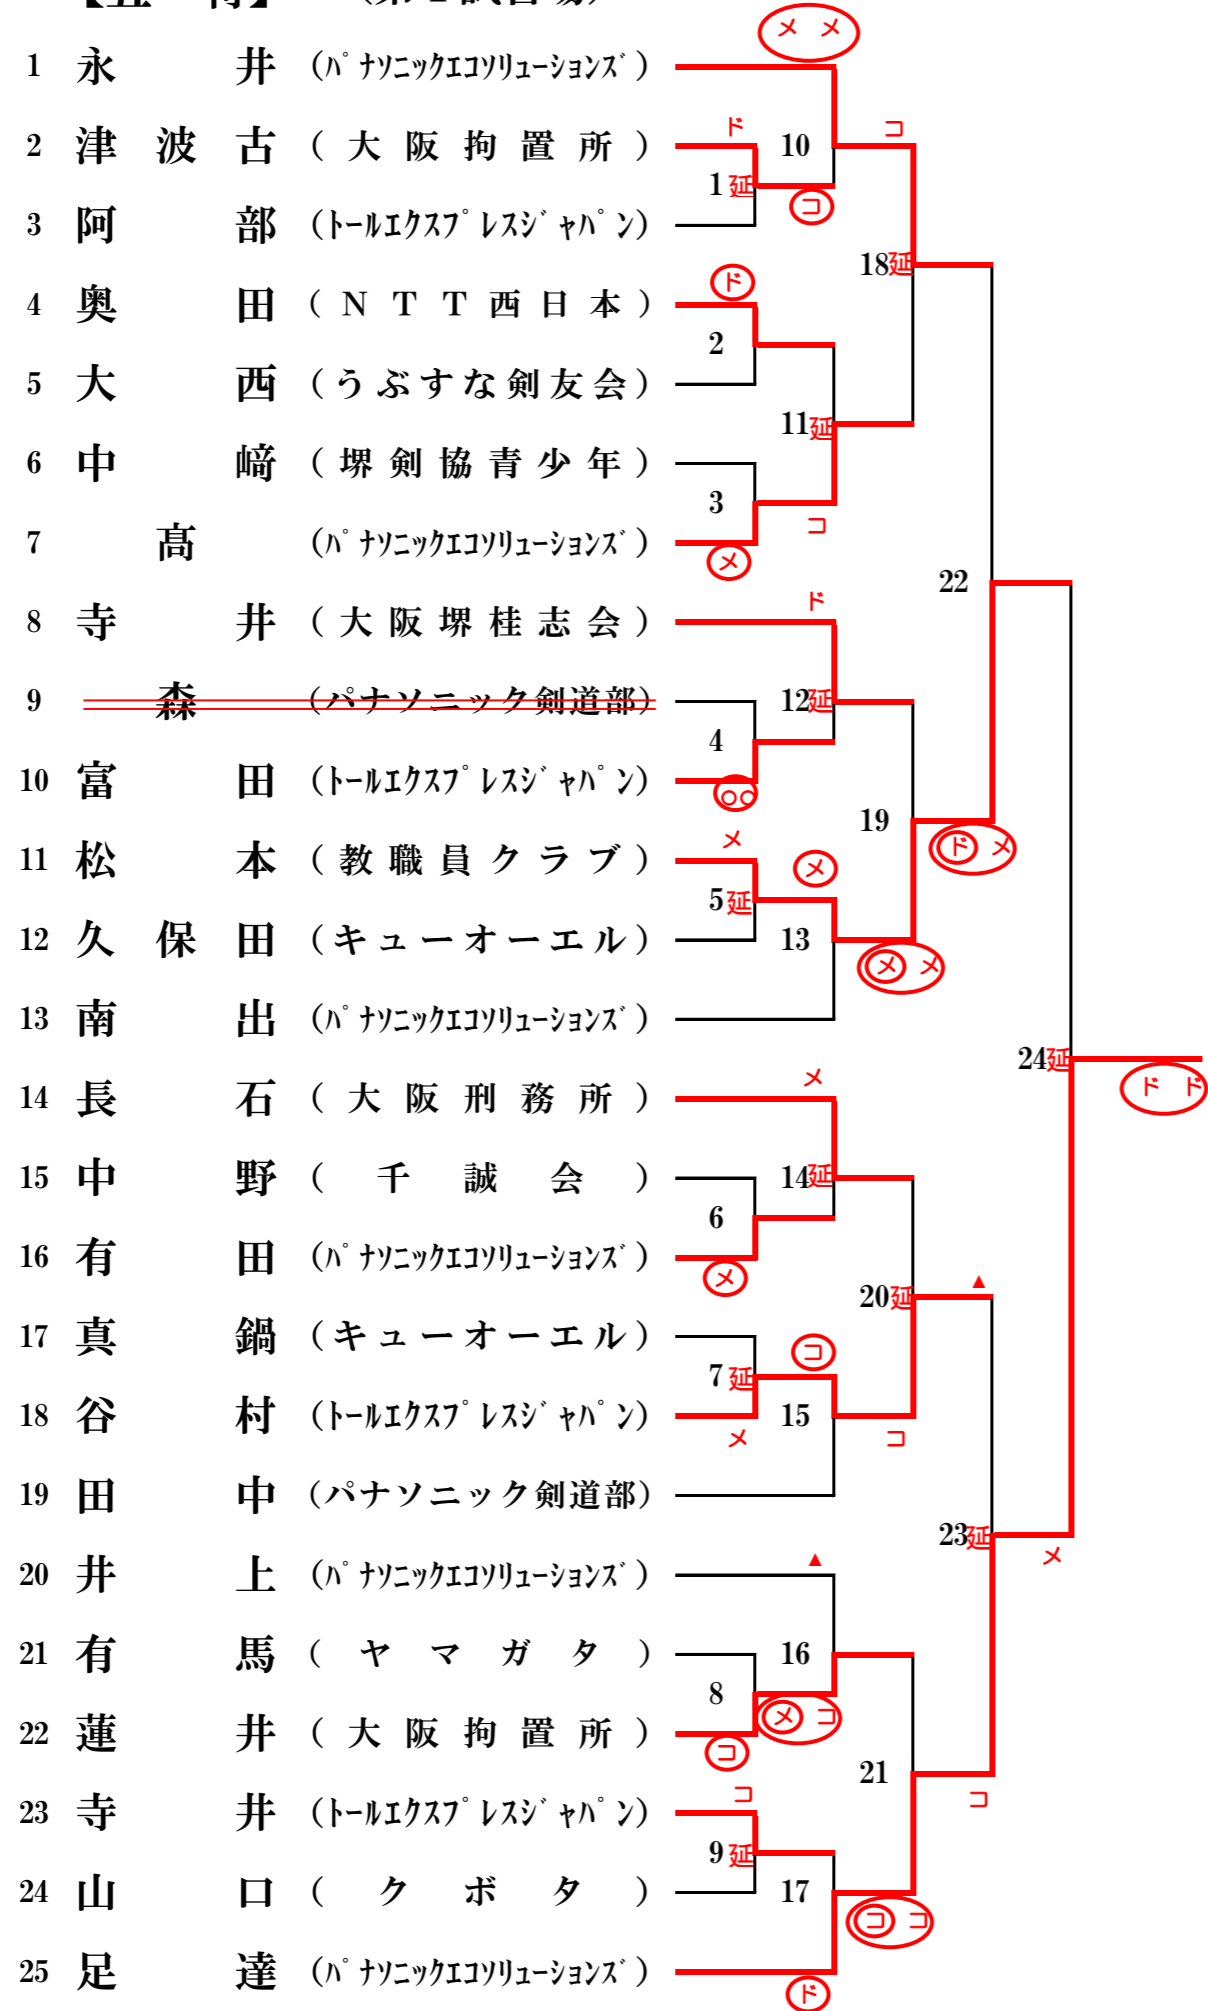 1 永井 (パナソニックエコソリューションズ)
メ メ
2 津波古 (大阪拘置所)
ド 10 コ
1 延
コ
3 阿部 (トールエクスプレスジャパン)
18 延
4 奥田 (NTT西日本)
ド
2
5 大西 (うぶすな剣友会)
11 延
6 中﨑 (堺剣協青少年)
3
コ
7 髙 (パナソニックエコソリューションズ)
メ
22
8 寺井 (大阪堺桂志会)
ド
9 森 (パナソニック剣道部)
12 延
4
10 富田 (トールエクスプレスジャパン)
○○
19
ド メ
11 松本 (教職員クラブ)
メ
メ
5 延
12 久保田 (キューオーエル)
13
メ メ
13 南出 (パナソニックエコソリューションズ)
24 延
ド ド
14 長石 (大阪刑務所)
メ
15 中野 (千誠会)
14 延
6
16 有田 (パナソニックエコソリューションズ)
メ
20 延
▲
17 真鍋 (キューオーエル)
コ
7 延
18 谷村 (トールエクスプレスジャパン)
メ
15
コ
19 田中 (パナソニック剣道部)
23 延
メ
20 井上 (パナソニックエコソリューションズ)
▲
21 有馬 (ヤマガタ)
16
8
メ コ
22 蓮井 (大阪拘置所)
コ
21
コ
23 寺井 (トールエクスプレスジャパン)
コ
9 延
24 山口 (クボタ)
17
コ コ
25 足達 (パナソニックエコソリューションズ)
ド